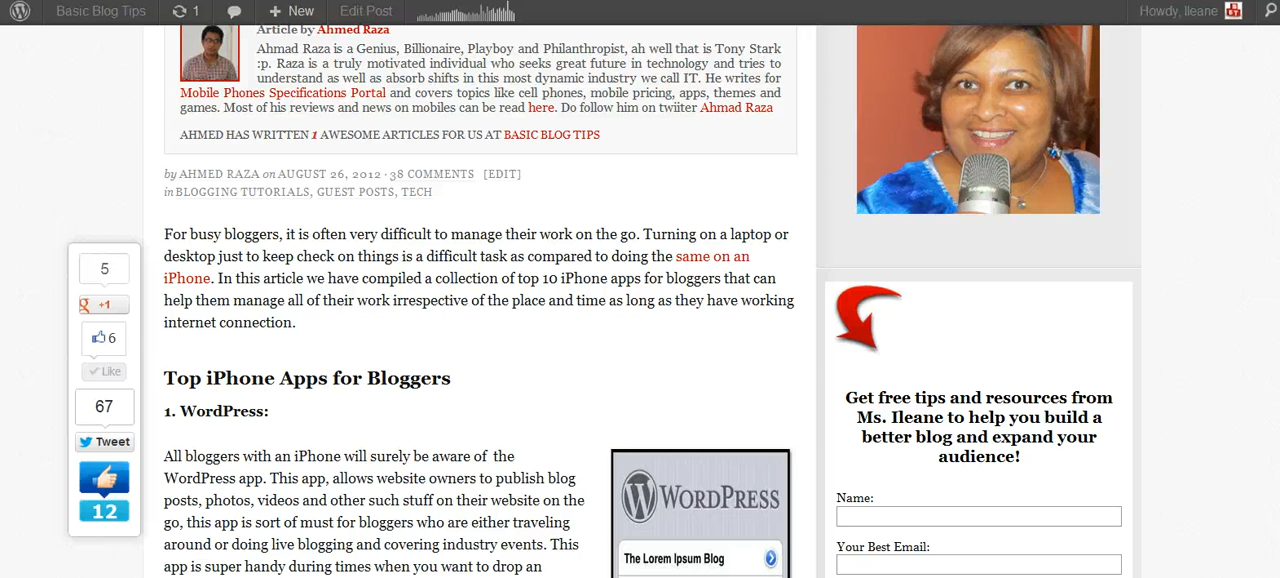 Basic Blog Tips
1
New
Edit Post
Howdy, Ileane
Article by Ahmed Raza
Ahmad Raza is a Genius, Billionaire, Playboy and Philanthropist, ah well that is Tony Stark
:p. Raza is a truly motivated individual who seeks great future in technology and tries to
understand as well as absorb shifts in this most dynamic industry we call IT. He writes for
Mobile Phones Specifications Portal and covers topics like cell phones, mobile pricing, apps, themes and
games. Most of his reviews and news on mobiles can be read here. Do follow him on twiiter Ahmad Raza
AHMED HAS WRITTEN 1 AWESOME ARTICLES FOR US AT BASIC BLOG TIPS
by AHMED RAZA on AUGUST 26, 2012 · 38 COMMENTS [EDIT]
in BLOGGING TUTORIALS, GUEST POSTS, TECH
For busy bloggers, it is often very difficult to manage their work on the go. Turning on a laptop or
desktop just to keep check on things is a difficult task as compared to doing the same on an
iPhone. In this article we have compiled a collection of top 10 iPhone apps for bloggers that can
help them manage all of their work irrespective of the place and time as long as they have working
internet connection.
Top iPhone Apps for Bloggers
1. WordPress:
All bloggers with an iPhone will surely be aware of the
WordPress app. This app, allows website owners to publish blog
posts, photos, videos and other such stuff on their website on the
go, this app is sort of must for bloggers who are either traveling
around or doing live blogging and covering industry events. This
app is super handy during times when you want to drop an
WORDPRESS
The Lorem Ipsum Blog
5
g +1
6
Like
67
Tweet
12
Get free tips and resources from
Ms. Ileane to help you build a
better blog and expand your
audience!
Name:
Your Best Email: